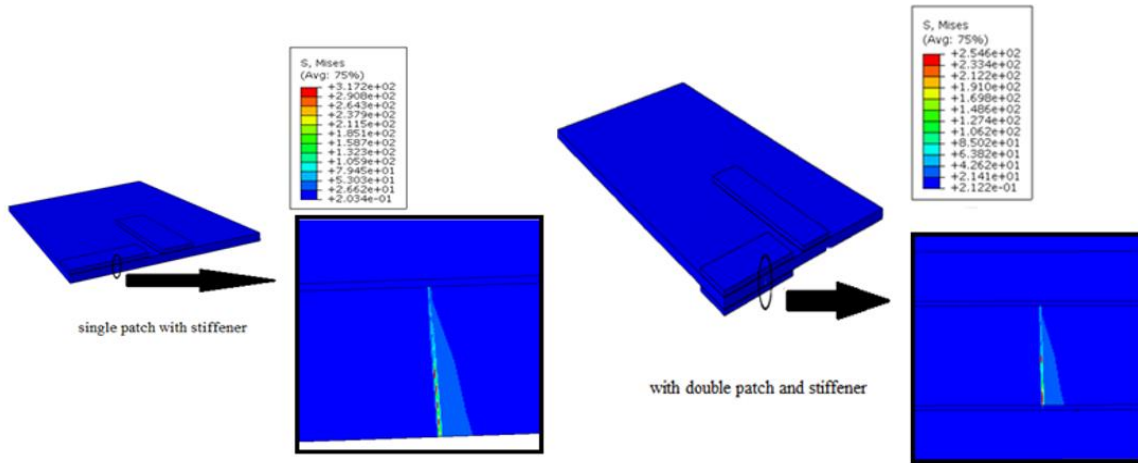 S, Mises
(Avg: 75%)
+3.172e+02
+2.908e+02
+2.643e+02
+2.379e+02
+2.115e+02
+1.851e+02
+1.587e+02
+1.323e+02
+1.059e+02
+7.945e+01
+5.303e+01
+2.662e+01
+2.034e-01
single patch with stiffener
S, Mises
(Avg: 75%)
+2.546e+02
+2.334e+02
+2.122e+02
+1.910e+02
+1.698e+02
+1.486e+02
+1.274e+02
+1.062e+02
+8.502e+01
+6.382e+01
+4.262e+01
+2.141e+01
+2.122e-01
with double patch and stiffener